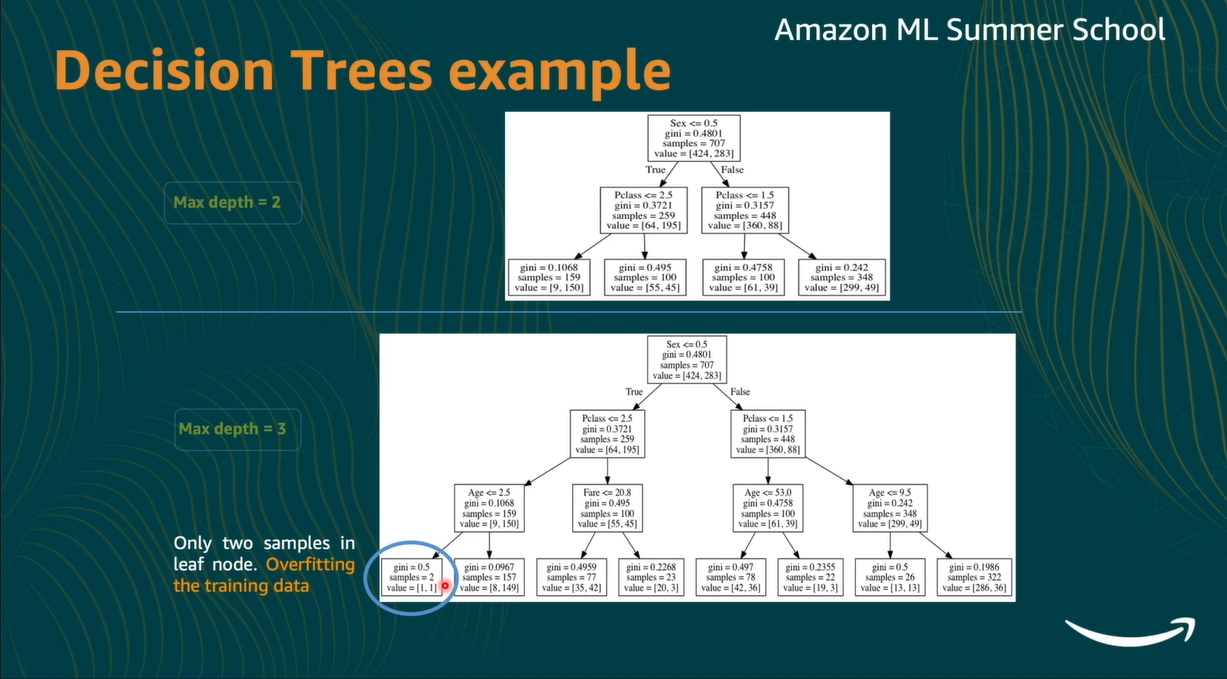 Amazon ML Summer School
Decision Trees example
Max depth = 2
Sex <= 0.5
gini = 0.4801
samples = 707
value = [424, 283]
True
False
Pclass <= 2.5
gini = 0.3721
samples = 259
value = [64, 195]
Pclass <= 1.5
gini = 0.3157
samples = 448
value = [360, 88]
gini = 0.1068
samples = 159
value = [9, 150]
gini = 0.495
samples = 100
value = [55, 45]
gini = 0.4758
samples = 100
value = [61, 39]
gini = 0.242
samples = 348
value = [299, 49]
Max depth = 3
Sex <= 0.5
gini = 0.4801
samples = 707
value = [424, 283]
True
False
Pclass <= 2.5
gini = 0.3721
samples = 259
value = [64, 195]
Pclass <= 1.5
gini = 0.3157
samples = 448
value = [360, 88]
Age <= 2.5
gini = 0.1068
samples = 159
value = [9, 150]
Fare <= 20.8
gini = 0.495
samples = 100
value = [55, 45]
Age <= 53.0
gini = 0.4758
samples = 100
value = [61, 39]
Age <= 9.5
gini = 0.242
samples = 348
value = [299, 49]
Only two samples in
leaf node. Overfitting
the training data
gini = 0.5
samples = 2
value = [1, 1]
gini = 0.0967
samples = 157
value = [8, 149]
gini = 0.4959
samples = 77
value = [35, 42]
gini = 0.2268
samples = 23
value = [20, 3]
gini = 0.497
samples = 78
value = [42, 36]
gini = 0.2355
samples = 22
value = [19, 3]
gini = 0.5
samples = 26
value = [13, 13]
gini = 0.1986
samples = 322
value = [286, 36]